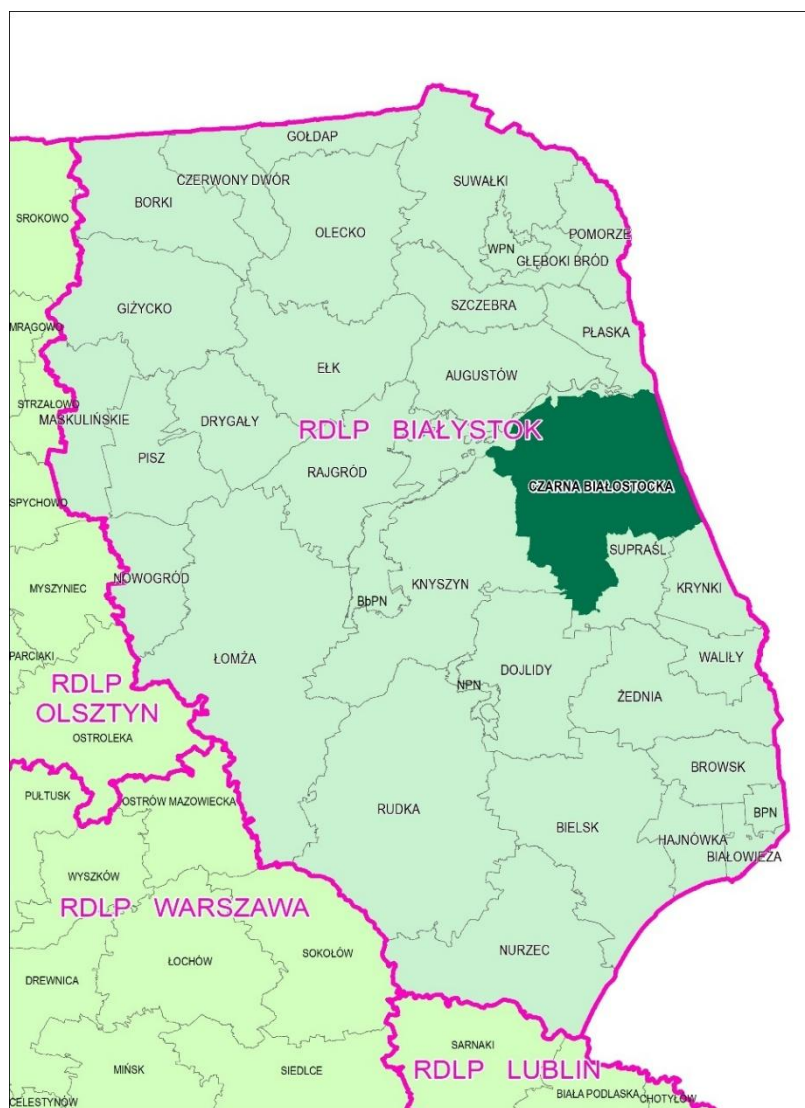 GOŁDAP
CZERWONY DWÓR
SUWAŁKI
BORKI
SROKOWO
OLECKO
POMORZE
WPN
GŁĘBOKI BRÓD
GIŻYCKO
SZCZEBRA
MRĄGOWO
PŁASKA
EŁK
AUGUSTÓW
STRZAŁOWO
MASKULIŃSKIE
DRYGAŁY
RDLP BIAŁYSTOK
PISZ
RAJGRÓD
CZARNA BIAŁOSTOCKA
SPYCHOWO
SUPRAŚL
NOWOGRÓD
KNYSZYN
MYSZYNIEC
KRYNKI
BbPN
PARCIAKI
ŁOMŻA
WALIŁY
DOJLIDY
RDLP
OLSZTYN
NPN
ŻEDNIA
OSTROŁEKA
BROWSK
PUŁTUSK
OSTRÓW MAZOWIECKA
RUDKA
BPN
BIELSK
HAJNÓWKA
BIAŁOWIEŻA
WYSZKÓW
RDLP WARSZAWA
SOKOŁÓW
NURZEC
ŁOCHÓW
DREWNICA
SARNAKI
MIŃSK
SIEDLCE
RDLP LUBLIN
BIAŁA PODLASKA
CHOTYŁÓW
CELESTYNÓW